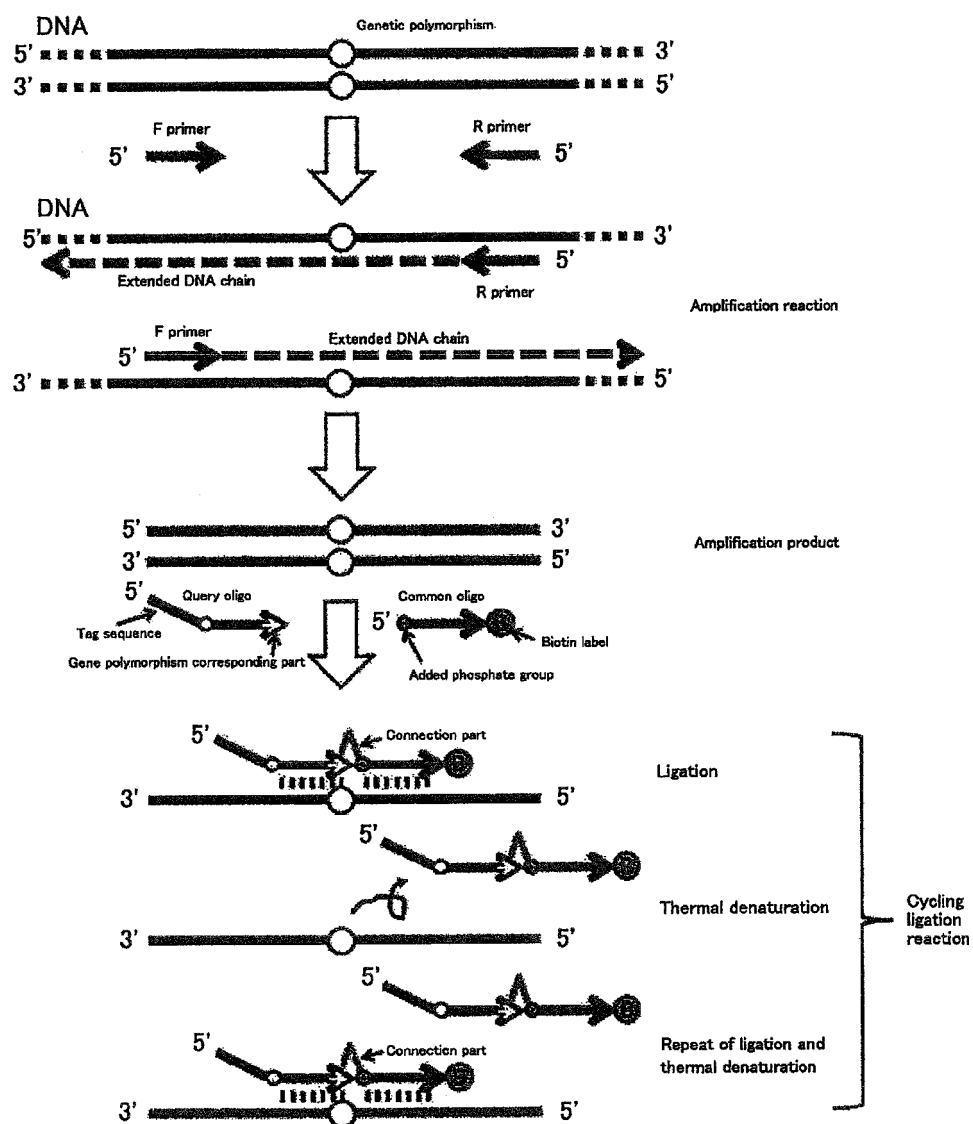 DNA
Genetic polymorphism
5' 3'
3' 5'
F primer R primer
5' 5'
DNA
5' 3'
5'
Extended DNA chain
R primer
Amplification reaction
F primer
Extended DNA chain
5'
3' 5'
5' 3'
3' 5'
Amplification product
5'
Query oligo
Common oligo
5'
Tag sequence
Biotin label
Gene polymorphism corresponding part
Added phosphate group
5'
Connection part
Ligation
3' 5'
5'
Thermal denaturation
Cycling
ligation
reaction
3' 5'
5'
5'
Connection part
Repeat of ligation and
thermal denaturation
3' 5'